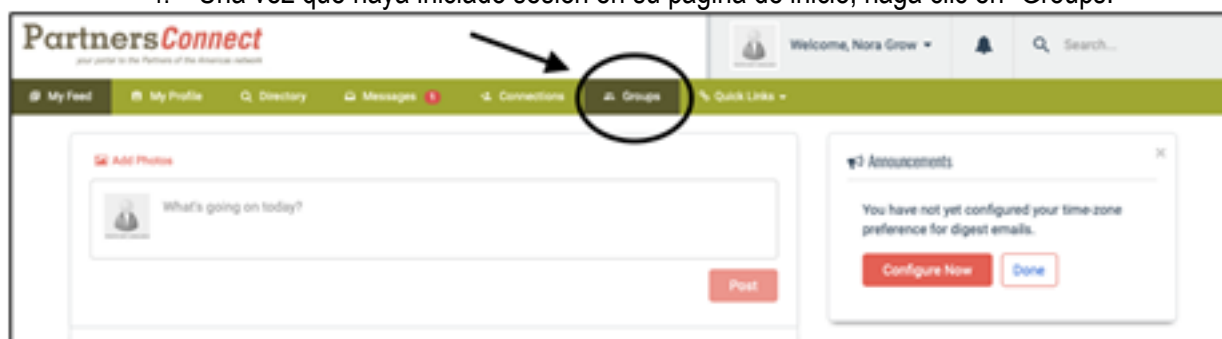 Una vez que haya iniciado sesión en su página de inicio, haga clic en "Groups."
PartnersConnect
your portal to the Partners of the Americas network
Welcome, Nora Grow
Search...
My Feed
My Profile
Directory
Messages
Connections
Groups
Quick Links
Add Photos
What's going on today?
Post
Announcements
You have not yet configured your time-zone
preference for digest emails.
Configure Now
Done